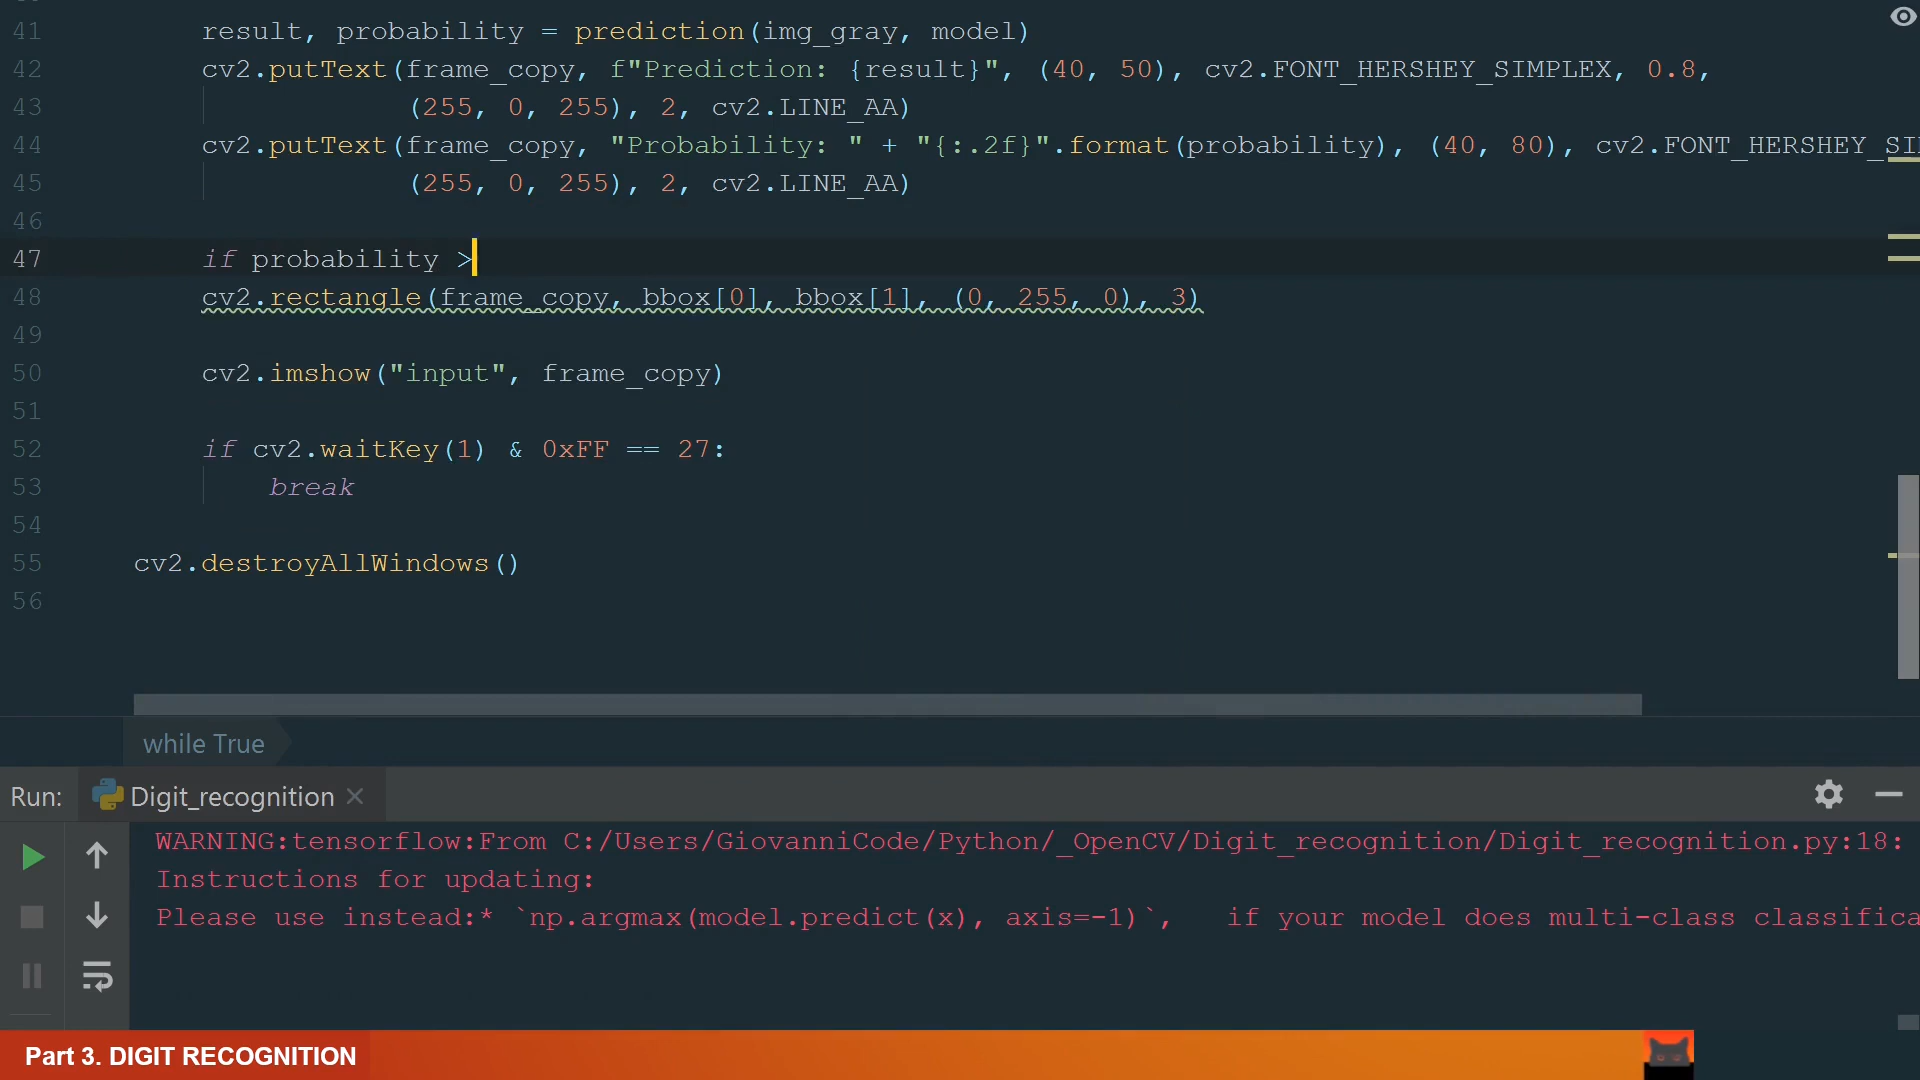 41 result, probability = prediction(img_gray, model)
42 cv2.putText(frame_copy, f"Prediction: {result}", (40, 50), cv2.FONT_HERSHEY_SIMPLEX, 0.8,
43 (255, 0, 255), 2, cv2.LINE_AA)
44 cv2.putText(frame_copy, "Probability: " + "{:.2f}".format(probability), (40, 80), cv2.FONT_HERSHEY_SI
45 (255, 0, 255), 2, cv2.LINE_AA)
46
47 if probability >
48 cv2.rectangle(frame_copy, bbox[0], bbox[1], (0, 255, 0), 3)
49
50 cv2.imshow("input", frame_copy)
51
52 if cv2.waitKey(1) & 0xFF == 27:
53 break
54
55 cv2.destroyAllWindows()
56
while True
Run: Digit_recognition
WARNING:tensorflow:From C:/Users/GiovanniCode/Python/_OpenCV/Digit_recognition/Digit_recognition.py:18:
Instructions for updating:
Please use instead:* `np.argmax(model.predict(x), axis=-1)`,   if your model does multi-class classifica
Part 3. DIGIT RECOGNITION